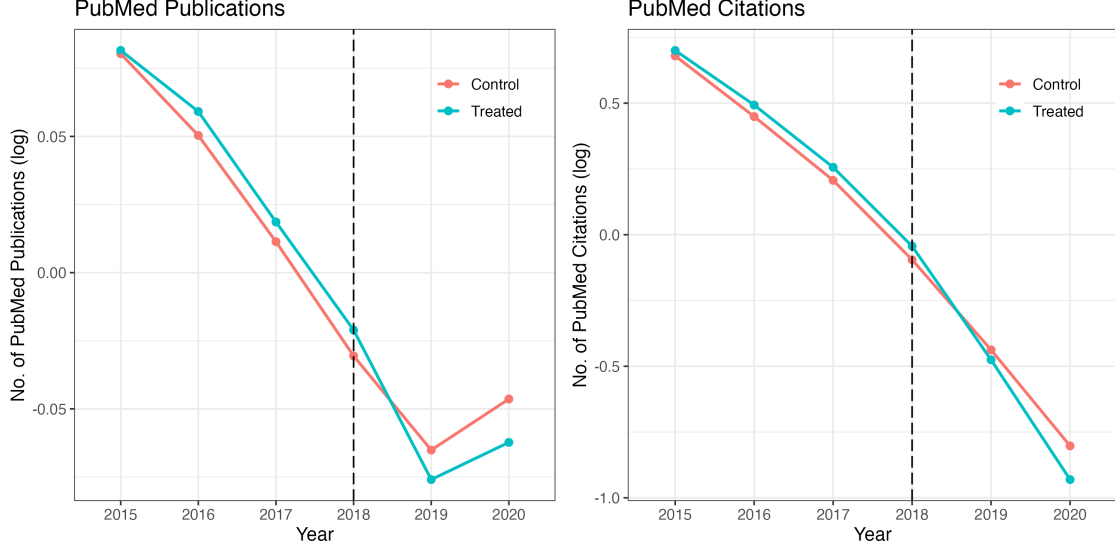 PubMed Publications
No. of PubMed Publications (log)
0.05
0.00
-0.05
Control
Treated
2015 2016 2017 2018 2019 2020
Year
PubMed Citations
No. of PubMed Citations (log)
0.5
0.0
-0.5
-1.0
Control
Treated
2015 2016 2017 2018 2019 2020
Year